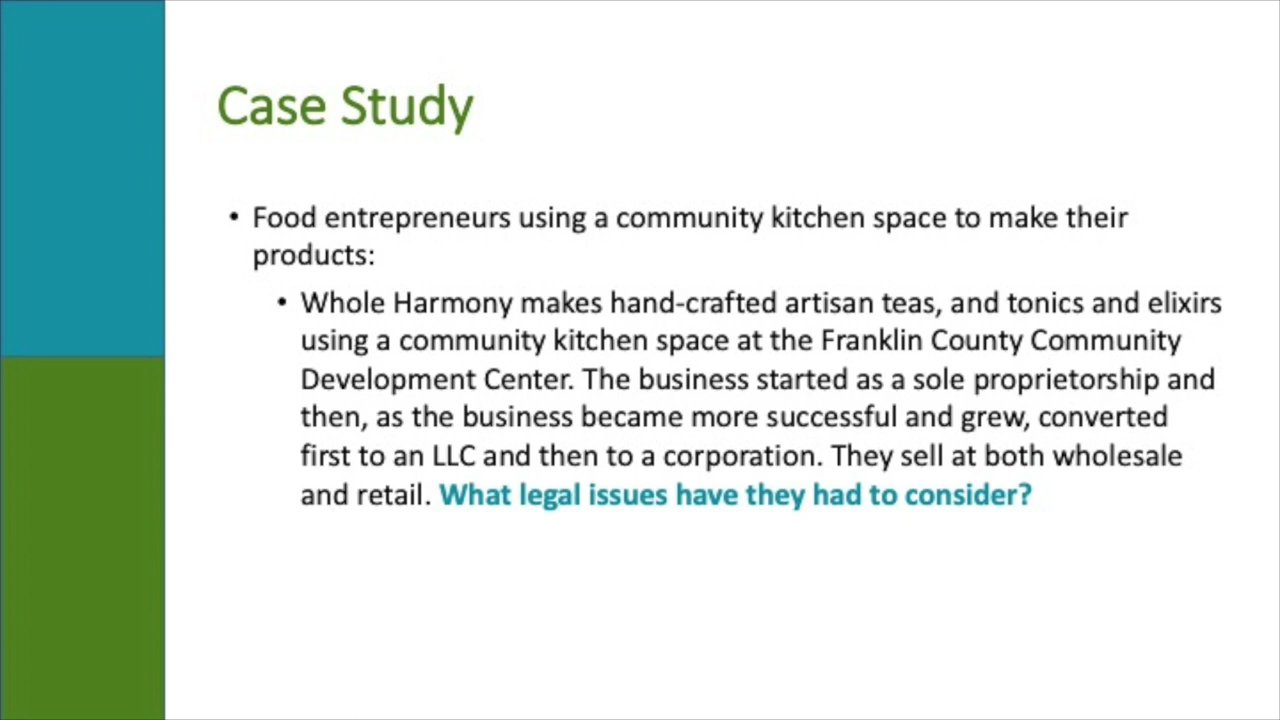 Case Study
• Food entrepreneurs using a community kitchen space to make their
products:
• Whole Harmony makes hand-crafted artisan teas, and tonics and elixirs
using a community kitchen space at the Franklin County Community
Development Center. The business started as a sole proprietorship and
then, as the business became more successful and grew, converted
first to an LLC and then to a corporation. They sell at both wholesale
and retail. What legal issues have they had to consider?